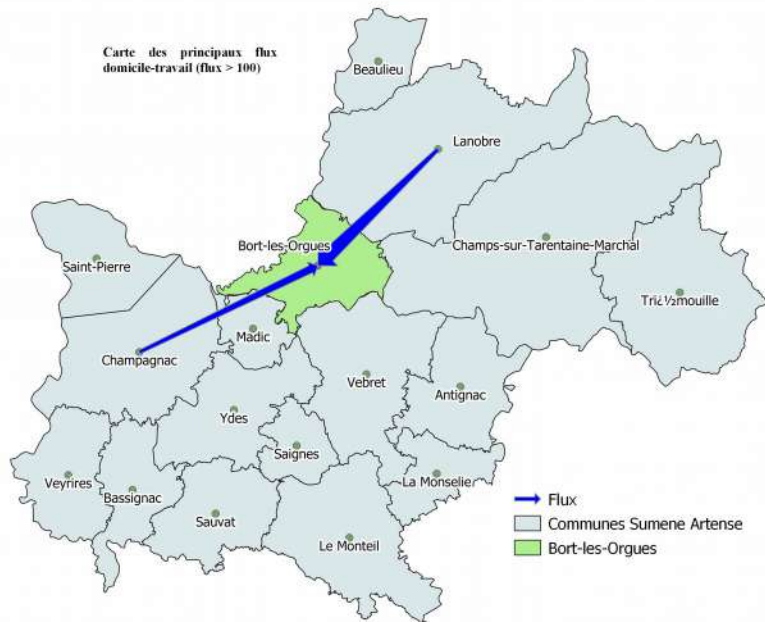 Carte des principaux flux
domicile-travail (flux > 100)
Beaulieu
Lanobre
Bort-les-Orgues
Champs-sur-Tarentaine-Marchal
Saint-Pierre
Triï¿½mouille
Madic
Champagnac
Vebret
Antignac
Ydes
Saignes
Veyrires
Bassignac
La Monselie
Sauvat
Le Monteil
Flux
Communes Sumene Artense
Bort-les-Orgues